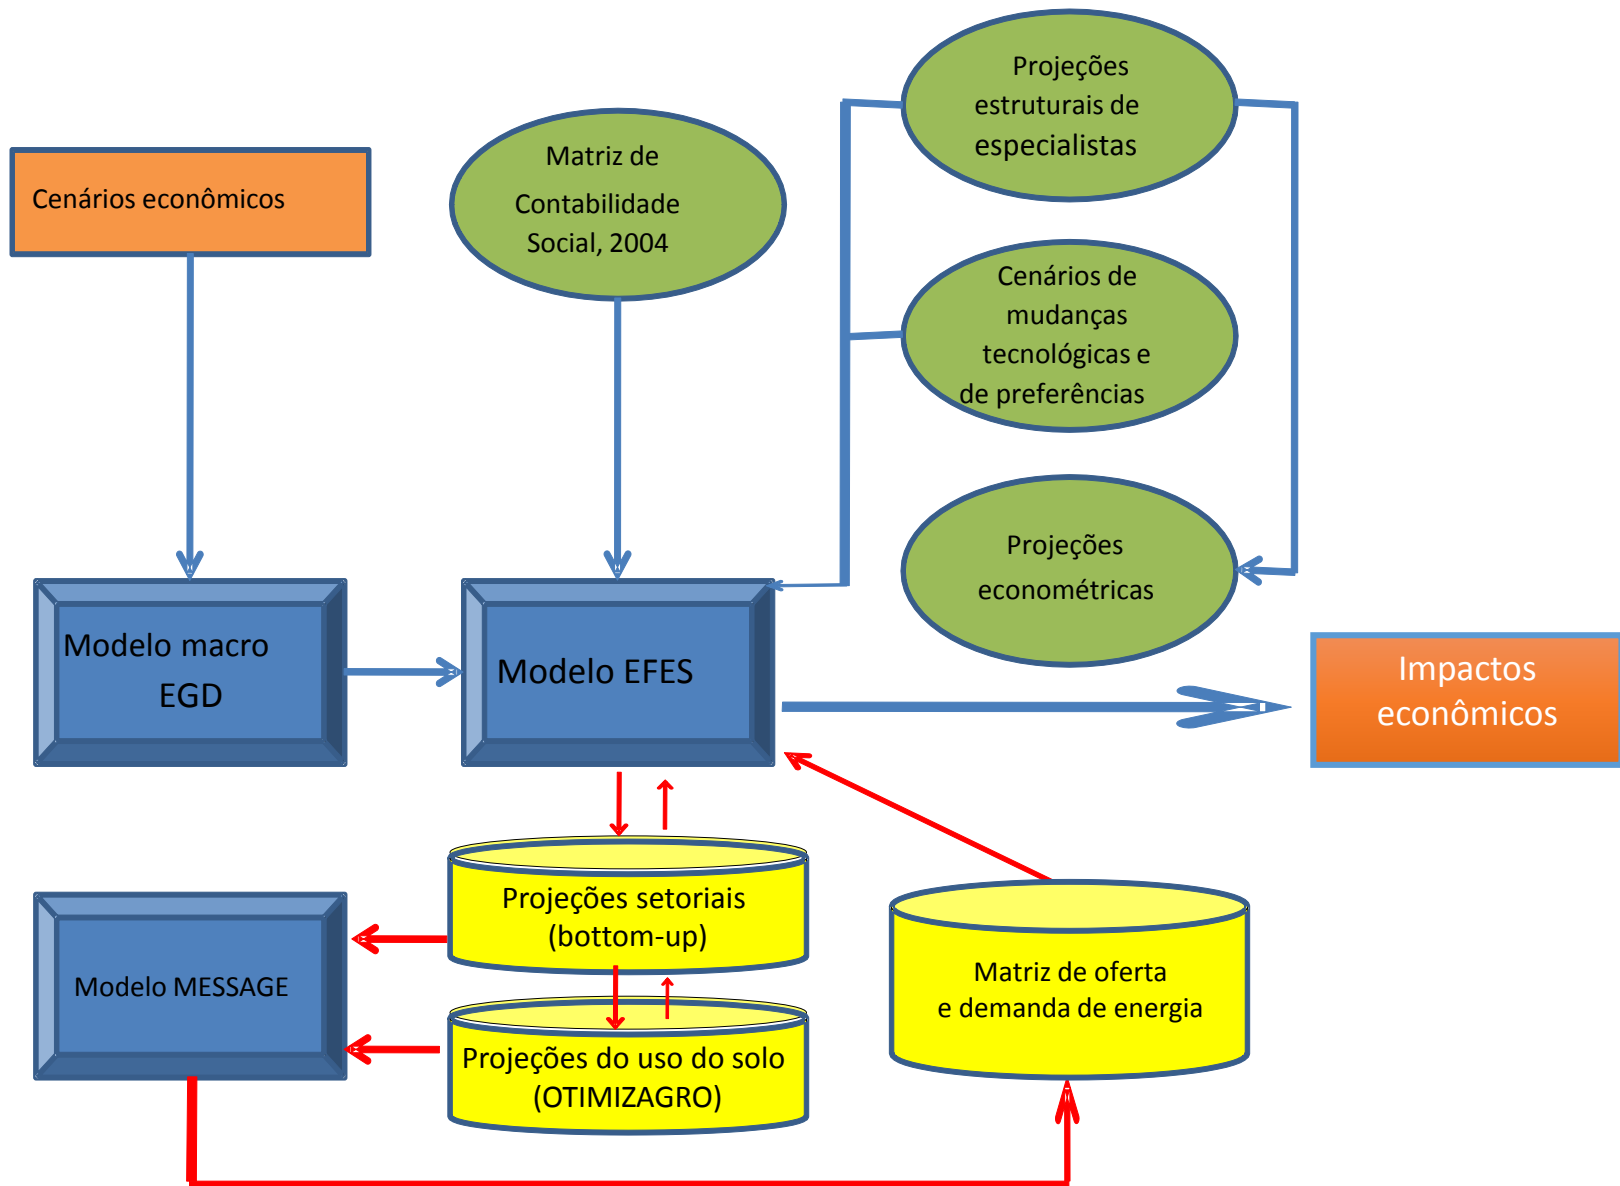 Projeções
estruturais de
especialistas
Matriz de
Contabilidade
Social, 2004
Cenários econômicos
Cenários de
mudanças
tecnológicas e
de preferências
Projeções
econométricas
Modelo macro
EGD
Modelo EFES
Impactos
econômicos
Projeções setoriais
(bottom-up)
Modelo MESSAGE
Matriz de oferta
e demanda de energia
Projeções do uso do solo
(OTIMIZAGRO)